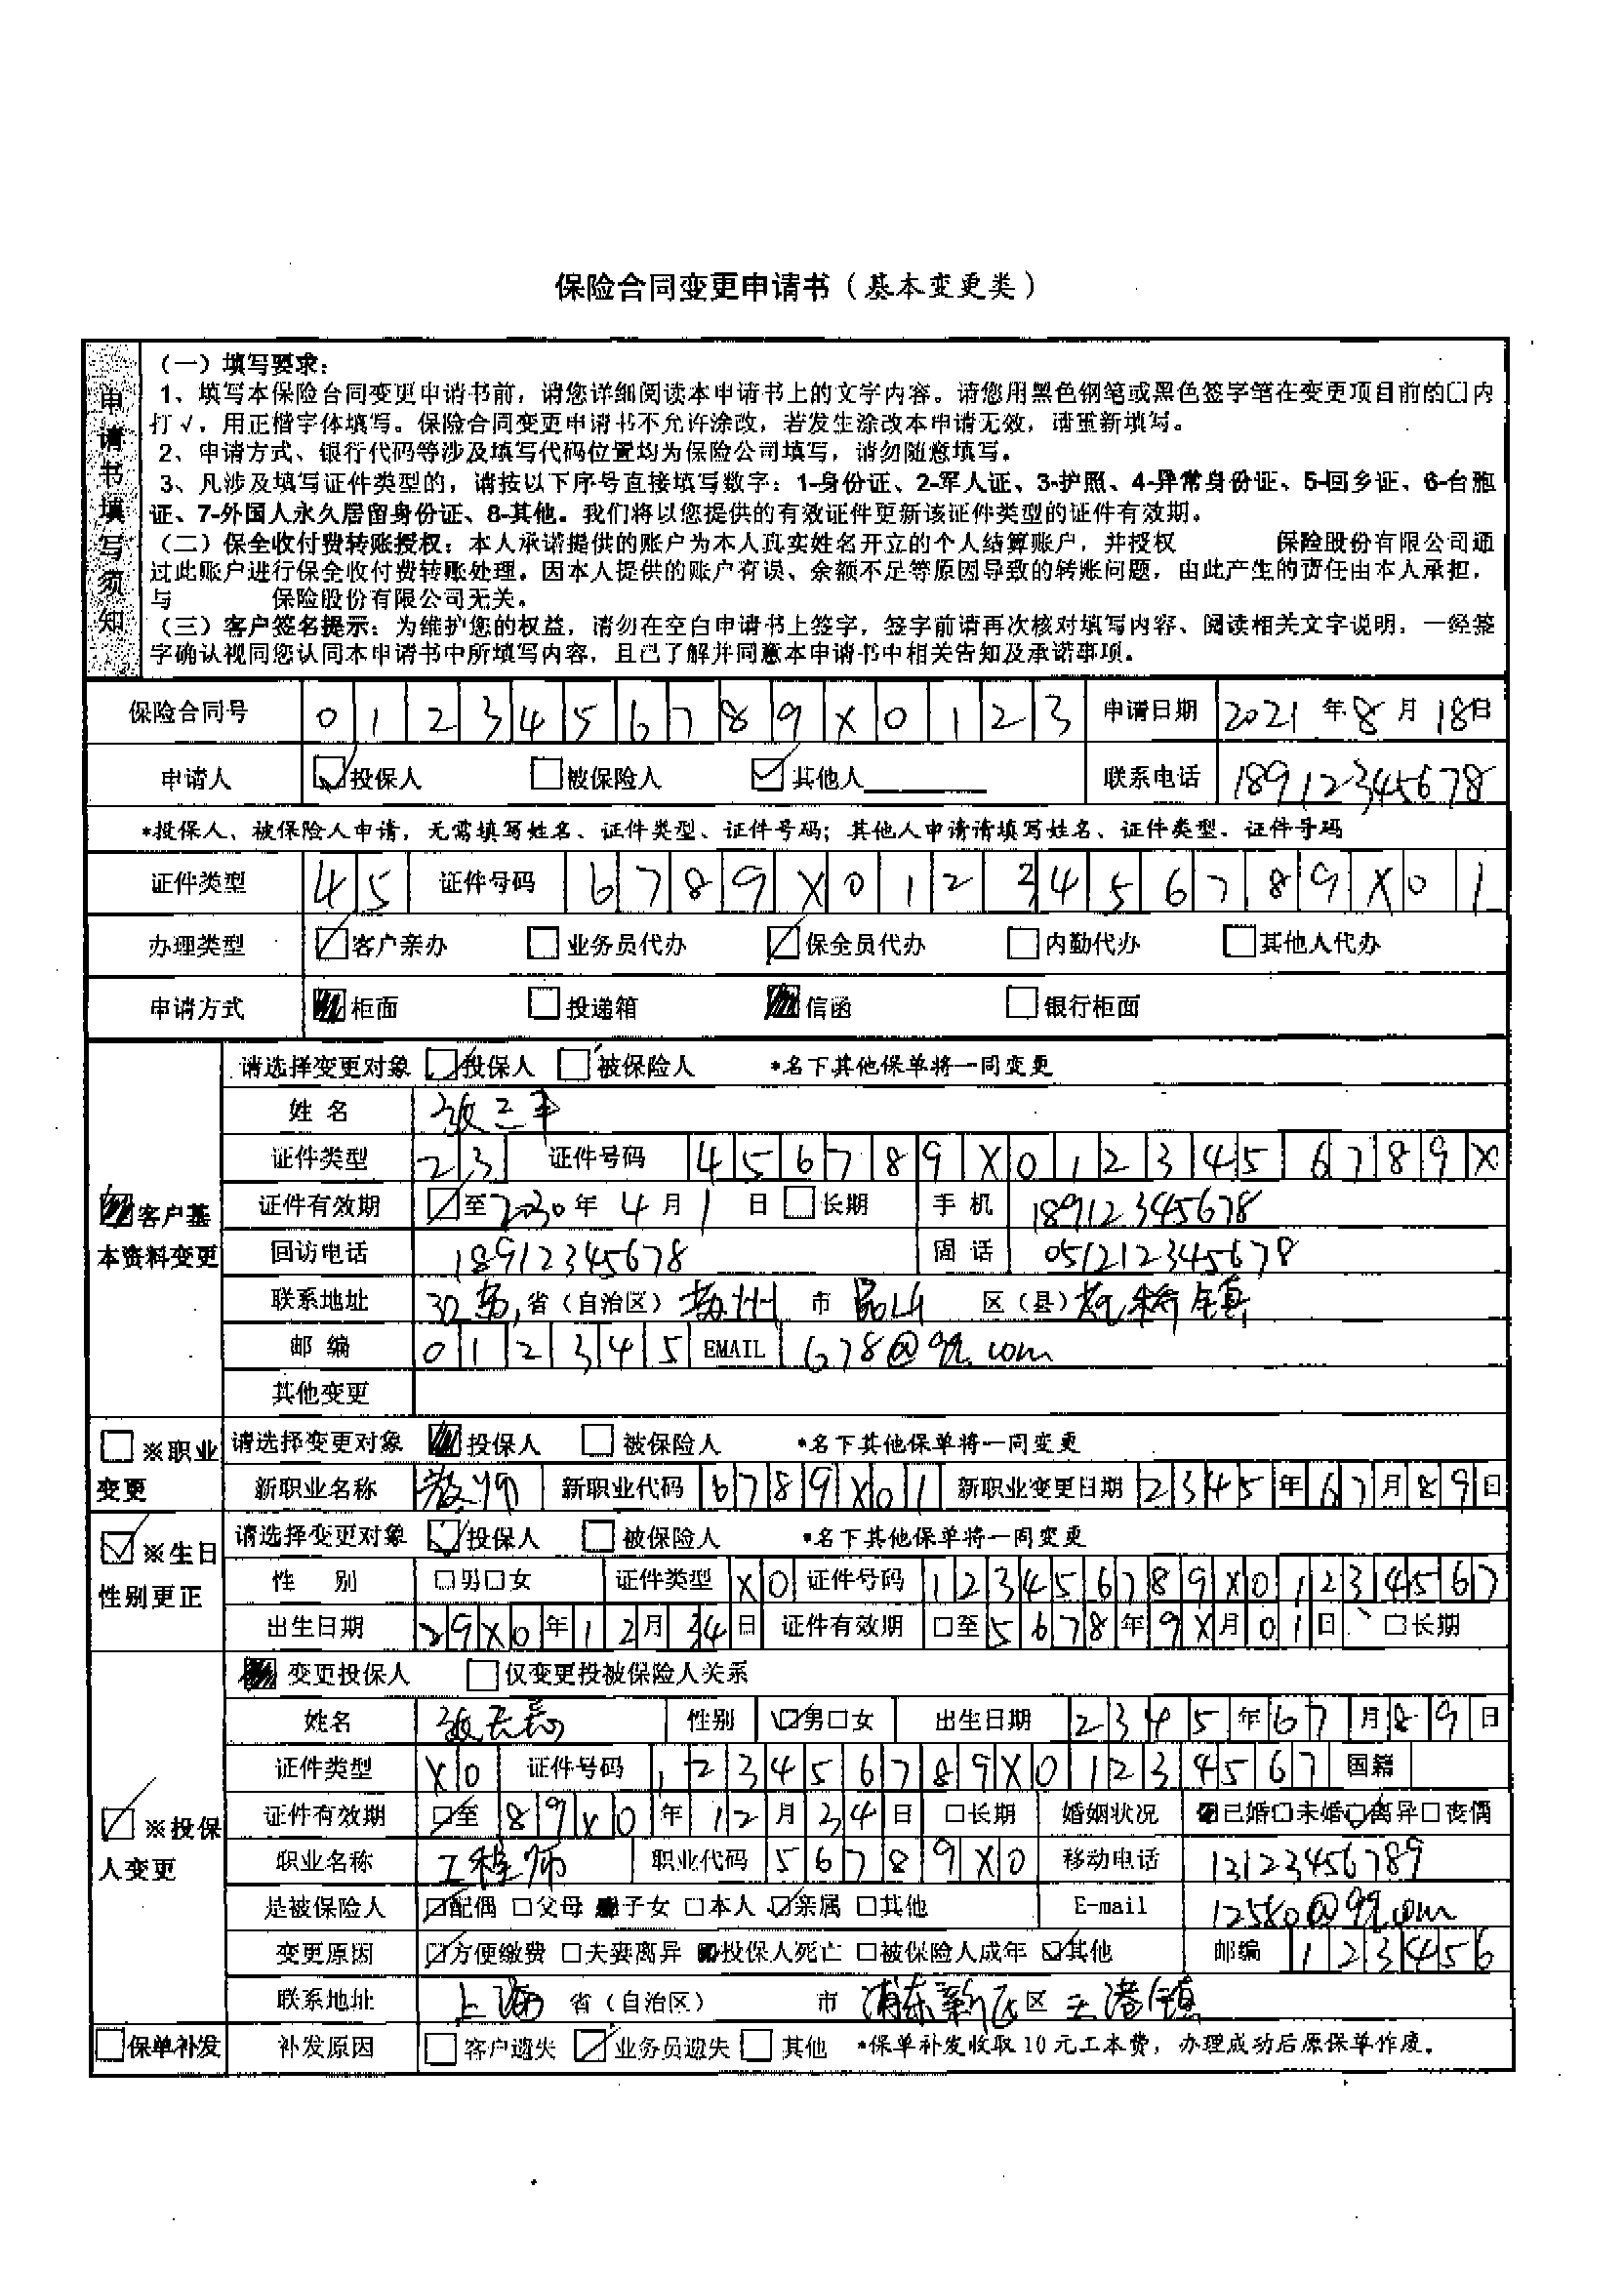 保险合同变更申请书（基本变更类）
申请书填写须知
（一）填写要求：
1、填写本保险合同变更申请书前，请您详细阅读本申请书上的文字内容。请您用黑色钢笔或黑色签字笔在变更项目前的□内
打√，用正楷字体填写。保险合同变更申请书不允许涂改，若发生涂改本申请无效，请重新填写。
2、申请方式、银行代码等涉及填写代码位置均为保险公司填写，请勿随意填写。
3、凡涉及填写证件类型的，请按以下序号直接填写数字：1-身份证、2-军人证、3-护照、4-异常身份证、5-回乡证、6-台胞
证、7-外国人永久居留身份证、8-其他。我们将以您提供的有效证件更新该证件类型的证件有效期。
（二）保全收付费转账授权：本人承诺提供的账户为本人真实姓名开立的个人结算账户，并授权 保险股份有限公司通
过此账户进行保全收付费转账处理。因本人提供的账户有误、余额不足等原因导致的转账问题，由此产生的责任由本人承担，
与 保险股份有限公司无关。
（三）客户签名提示：为维护您的权益，请勿在空白申请书上签字，签字前请再次核对填写内容、阅读相关文字说明，一经签
字确认视同您认同本申请书中所填写内容，且已了解并同意本申请书中相关告知及承诺事项。
保险合同号 0123456789X0123 申请日期 2021年8月18日
申请人 ☑投保人 □被保险人 ☑其他人 联系电话 18912345678
*投保人、被保险人申请，无需填写姓名、证件类型、证件号码；其他人申请请填写姓名、证件类型、证件号码
证件类型 45 证件号码 6789X0123456789X01
办理类型 ☑客户亲办 □业务员代办 ☑保全员代办 □内勤代办 □其他人代办
申请方式 ■柜面 □投递箱 ■信函 □银行柜面
■客户基本资料变更
请选择变更对象 ☑投保人 □被保险人 *名下其他保单将一同变更
姓名 张三丰
证件类型 23 证件号码 456789X0123456789X
证件有效期 ☑至2030年4月1日 □长期 手机 18912345678
回访电话 18912345678 固话 051212345678
联系地址 江苏 省（自治区） 苏州 市 昆山 区（县） 花桥镇
邮编 012345 EMAIL 678@qq.com
其他变更
□※职业变更
请选择变更对象 ■投保人 □被保险人 *名下其他保单将一同变更
新职业名称 教师 新职业代码 6789X01 新职业变更日期 2345年67月89日
☑※生日性别更正
请选择变更对象 ☑投保人 □被保险人 *名下其他保单将一同变更
性别 □男□女 证件类型 X0 证件号码 123456789X01234567
出生日期 29X0年12月34日 证件有效期 □至5678年9X月01日 □长期
☑※投保人变更
■变更投保人 □仅变更投被保险人关系
姓名 张无忌 性别 ☑男□女 出生日期 2345年67月89日
证件类型 X0 证件号码 123456789X01234567 国籍
证件有效期 ☑至89X0年12月34日 □长期 婚姻状况 ■已婚□未婚☑离异□丧偶
职业名称 工程师 职业代码 56789X0 移动电话 12123456789
是被保险人 ☑配偶 □父母 ■子女 □本人 ☑亲属 □其他 E-mail 12580@qq.com
变更原因 ☑方便缴费 □夫妻离异 ■投保人死亡 □被保险人成年 ☑其他 邮编 123456
联系地址 上海 省（自治区） 市 浦东新区 区 王港镇
□保单补发 补发原因 □客户遗失 ☑业务员遗失 □其他 *保单补发收取10元工本费，办理成功后原保单作废。